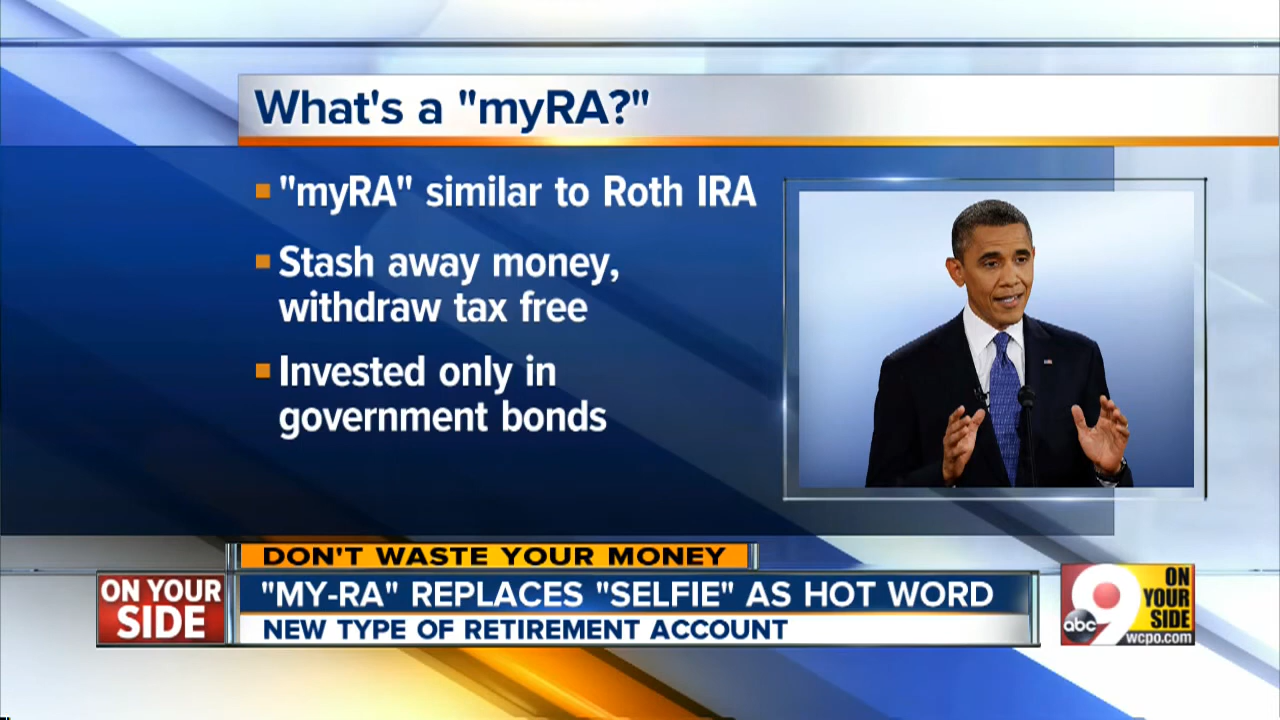 What's a "myRA?"
"myRA" similar to Roth IRA
Stash away money,
withdraw tax free
Invested only in
government bonds
DON'T WASTE YOUR MONEY
ON YOUR
SIDE
"MY-RA" REPLACES "SELFIE" AS HOT WORD
NEW TYPE OF RETIREMENT ACCOUNT
abc
9
ON
YOUR
SIDE
wcpo.com